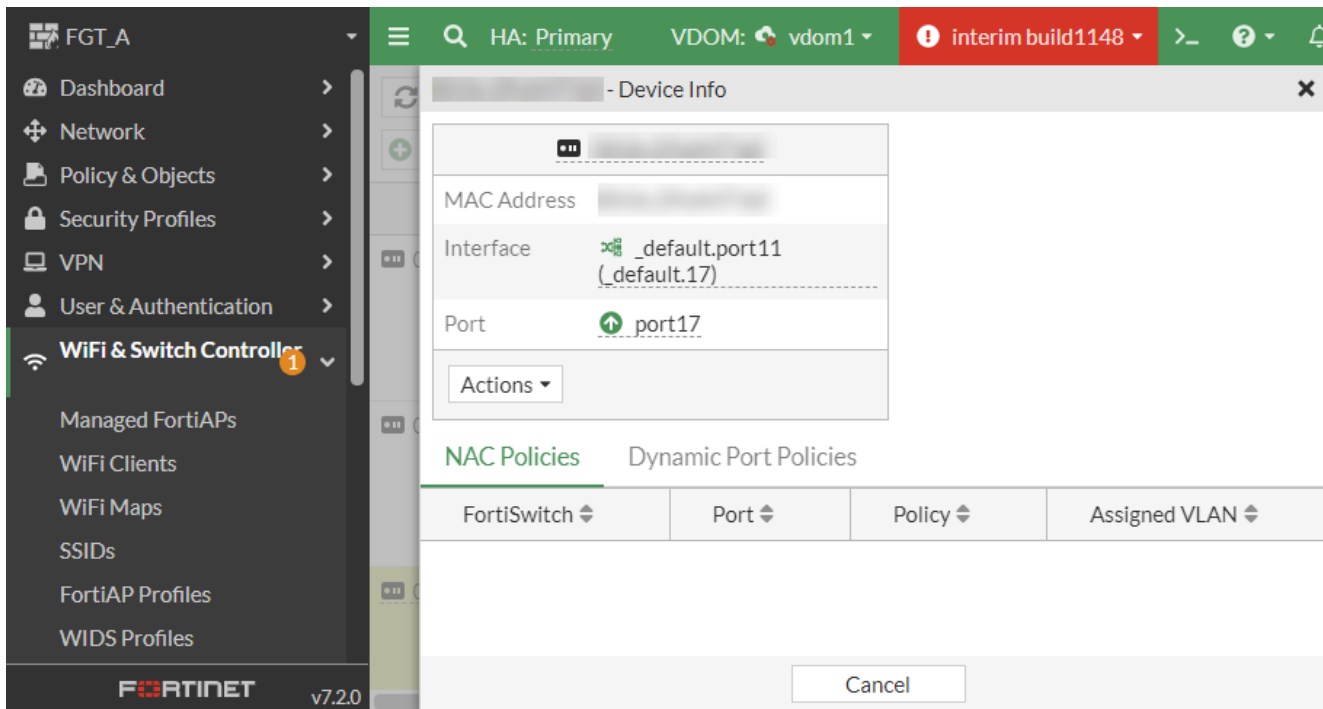 FGT_A
HA: Primary
VDOM: vdom1
interim build1148
>_
Dashboard
Network
Policy & Objects
Security Profiles
VPN
User & Authentication
WiFi & Switch Controller
1
Managed FortiAPs
WiFi Clients
WiFi Maps
SSIDs
FortiAP Profiles
WIDS Profiles
FORTINET
v7.2.0
- Device Info
MAC Address
Interface
_default.port11
(_default.17)
Port
port17
Actions
NAC Policies
Dynamic Port Policies
FortiSwitch
Port
Policy
Assigned VLAN
Cancel